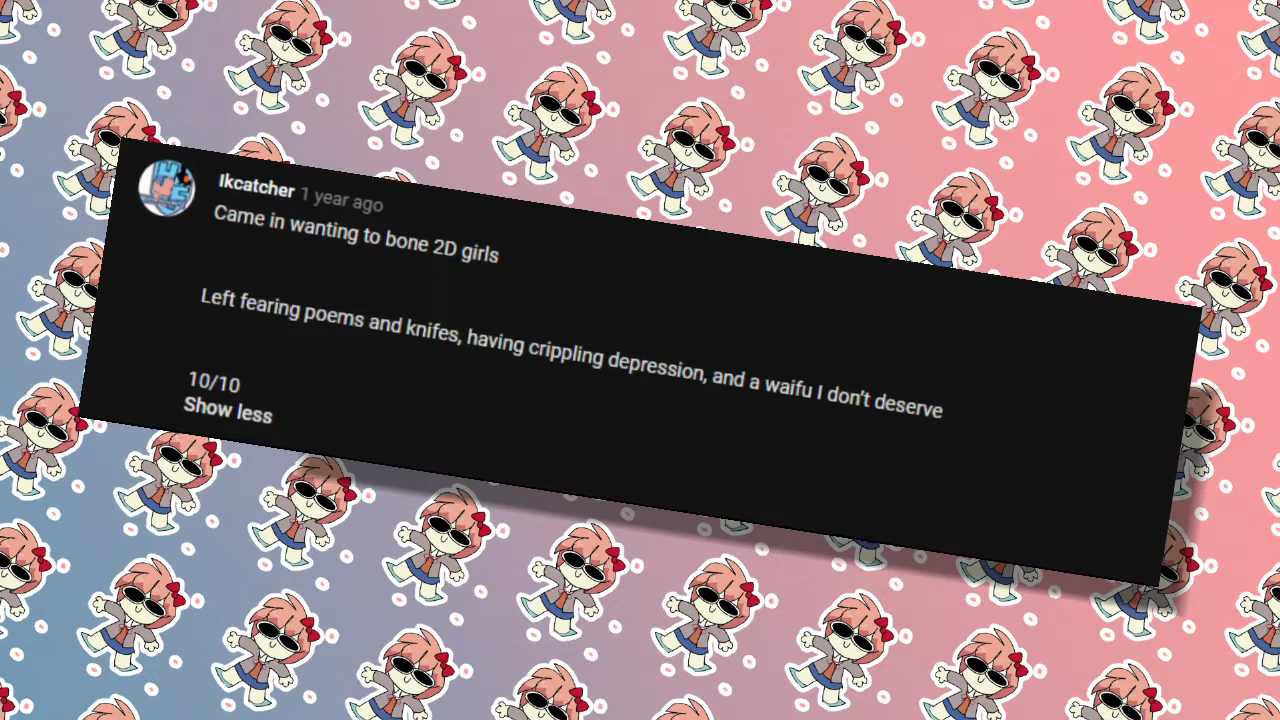 Ikcatcher 1 year ago
Came in wanting to bone 2D girls
Left fearing poems and knifes, having crippling depression, and a waifu I don't deserve
10/10
Show less